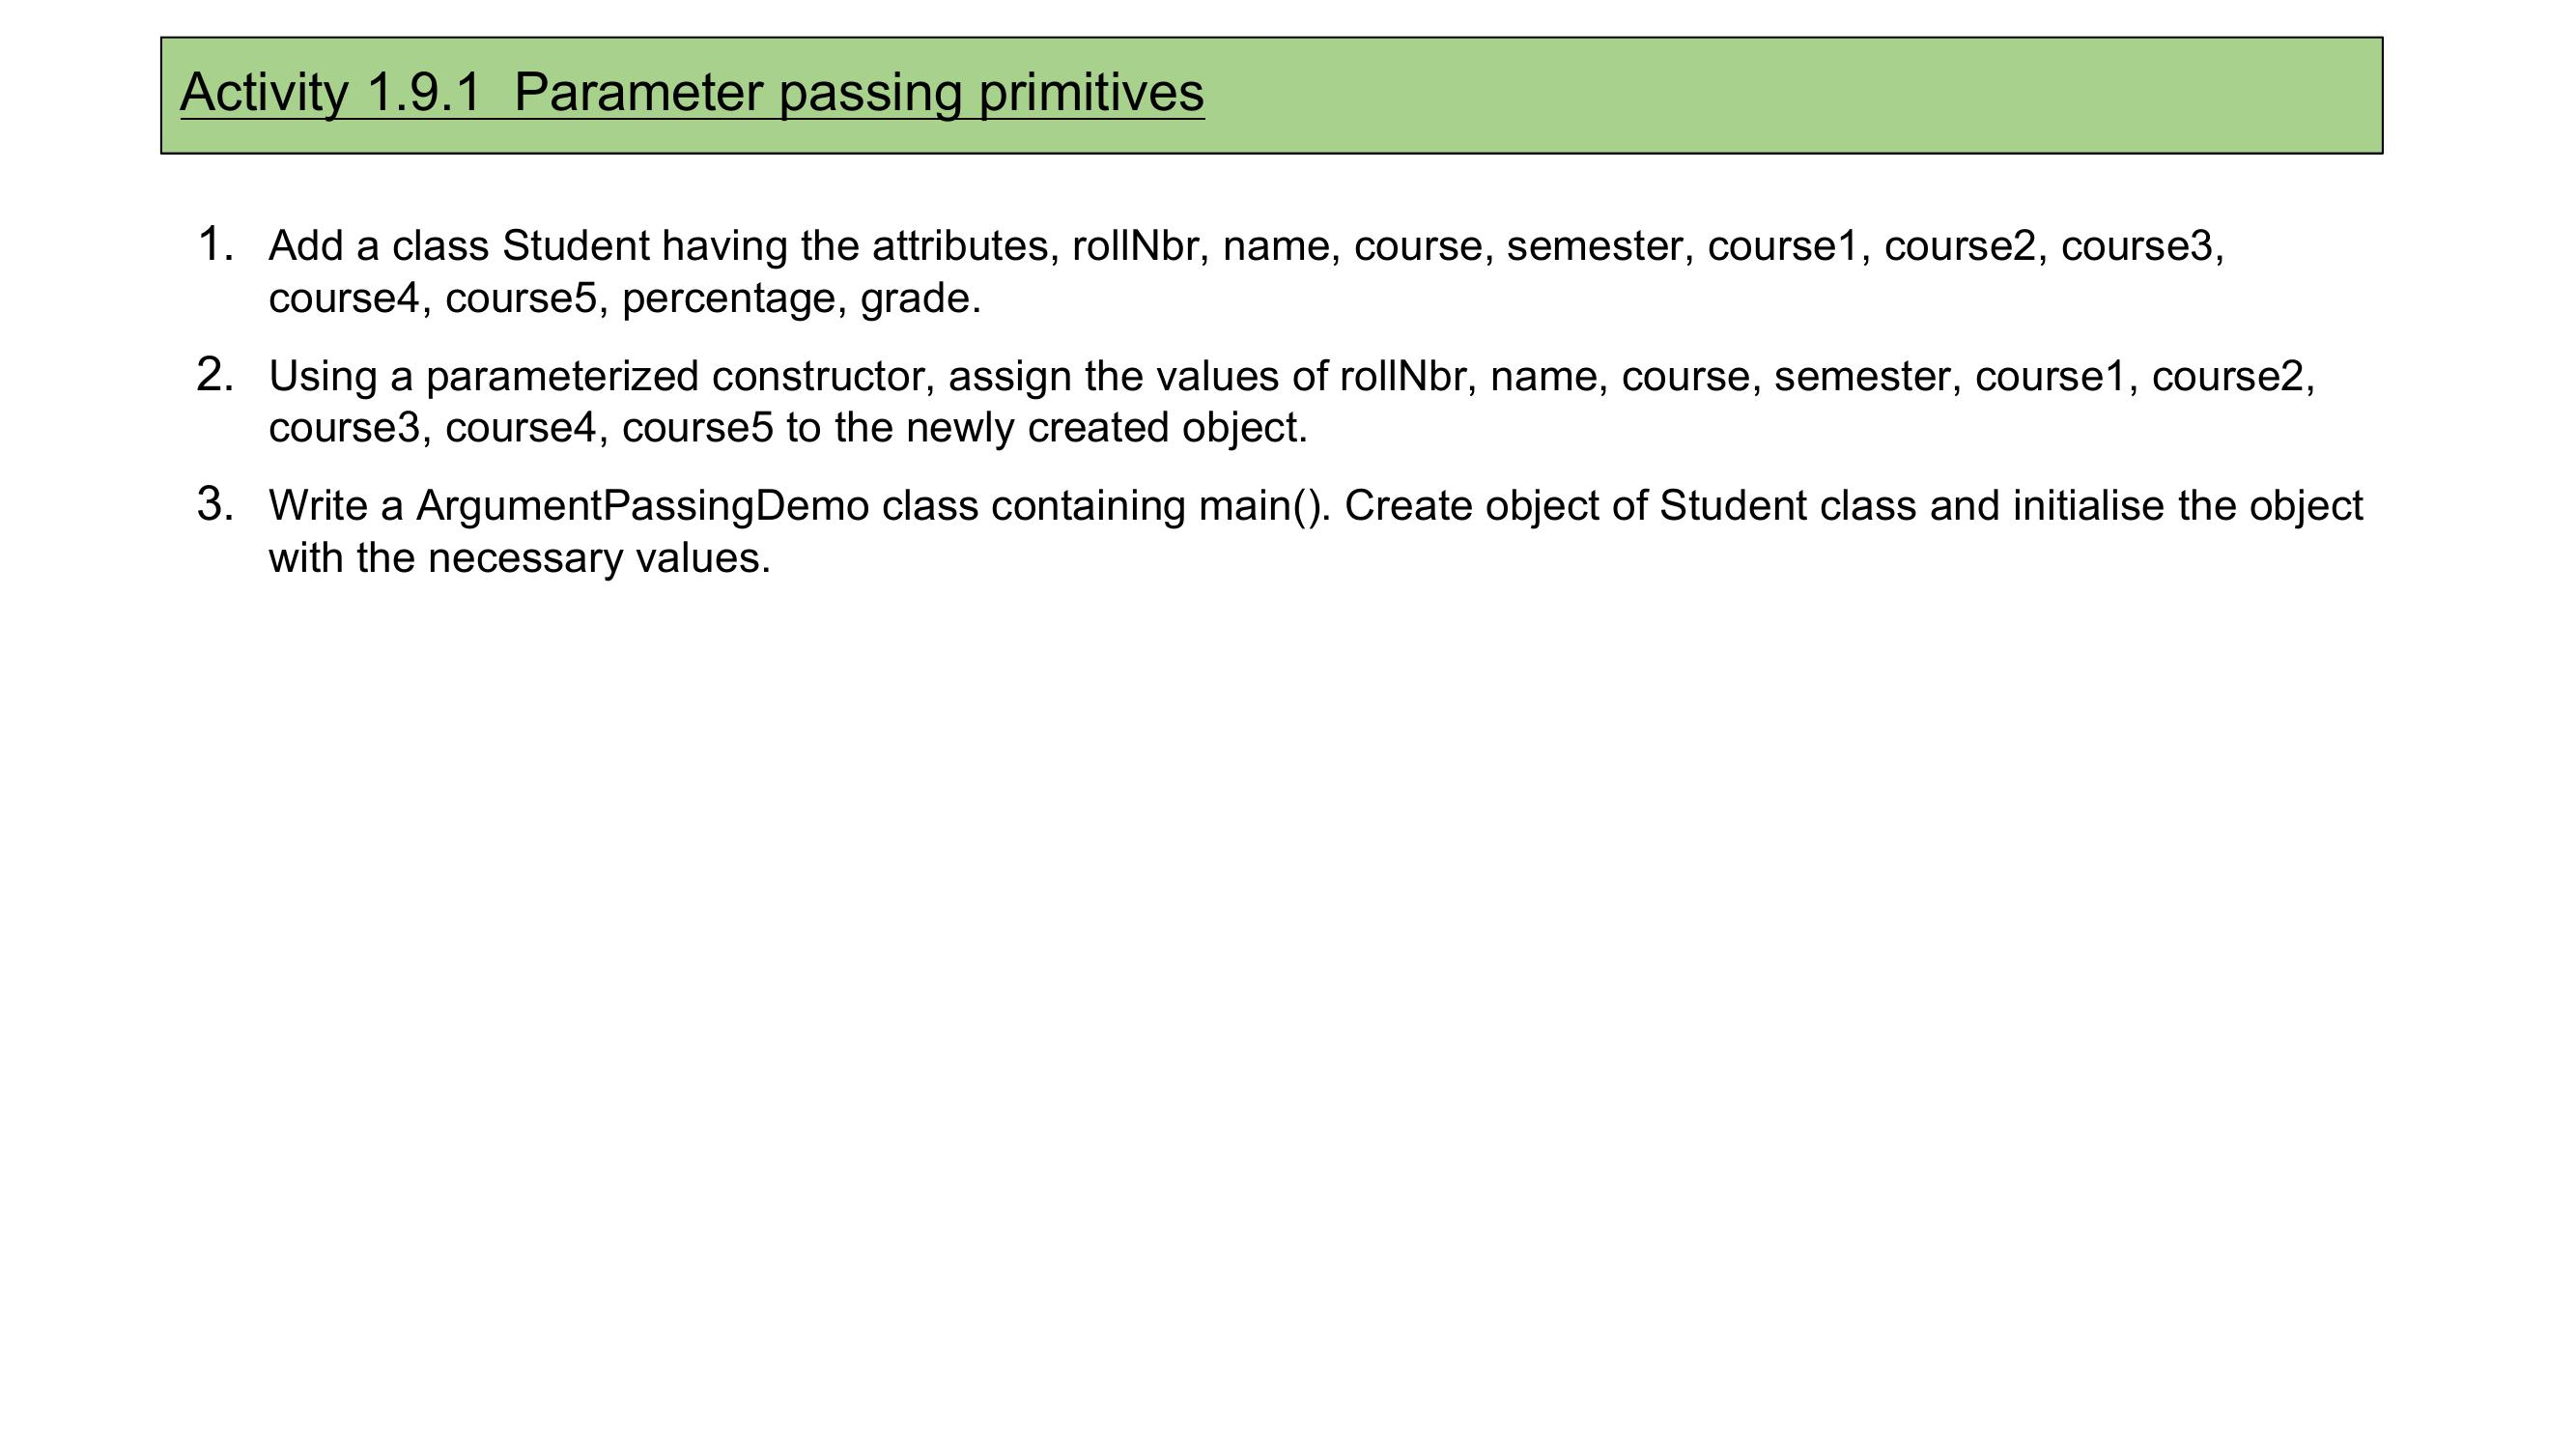 Activity 1.9.1  Parameter passing primitives
1. Add a class Student having the attributes, rollNbr, name, course, semester, course1, course2, course3,
course4, course5, percentage, grade.
2. Using a parameterized constructor, assign the values of rollNbr, name, course, semester, course1, course2,
course3, course4, course5 to the newly created object.
3. Write a ArgumentPassingDemo class containing main(). Create object of Student class and initialise the object
with the necessary values.